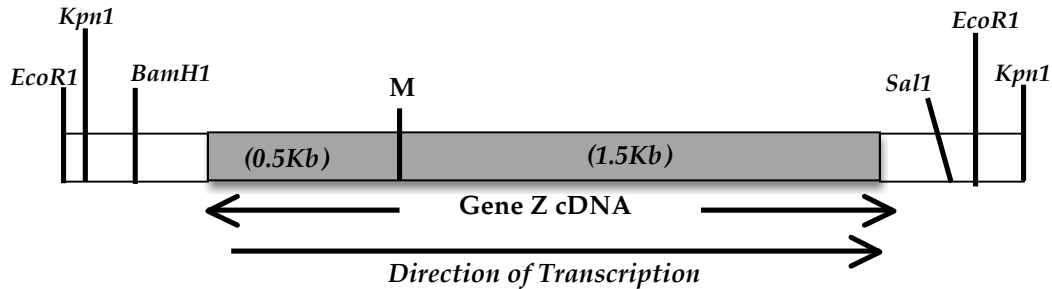 Kpn1
EcoR1
EcoR1
BamH1
M
Sal1
Kpn1
(0.5Kb)
(1.5Kb)
Gene Z cDNA
Direction of Transcription